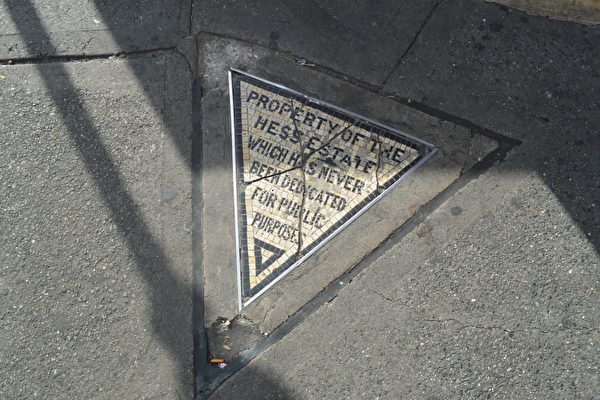 PROPERTY OF THE
HESS ESTATE
WHICH HAS NEVER
BEEN DEDICATED
FOR PUBLIC
PURPOSES